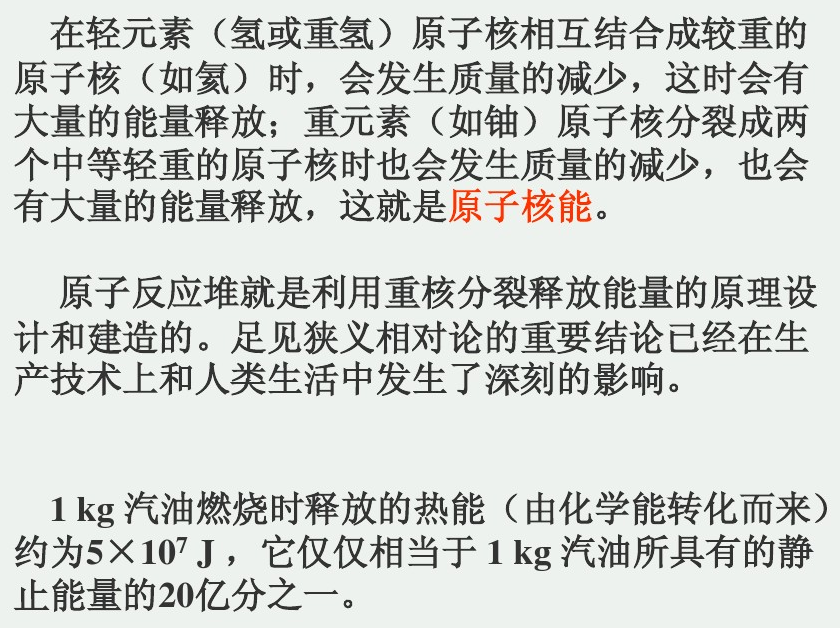 在轻元素（氢或重氢）原子核相互结合成较重的
原子核（如氦）时，会发生质量的减少，这时会有
大量的能量释放；重元素（如铀）原子核分裂成两
个中等轻重的原子核时也会发生质量的减少，也会
有大量的能量释放，这就是原子核能。
原子反应堆就是利用重核分裂释放能量的原理设
计和建造的。足见狭义相对论的重要结论已经在生
产技术上和人类生活中发生了深刻的影响。
1 kg 汽油燃烧时释放的热能（由化学能转化而来）
约为5×10⁷ J ，它仅仅相当于 1 kg 汽油所具有的静
止能量的20亿分之一。